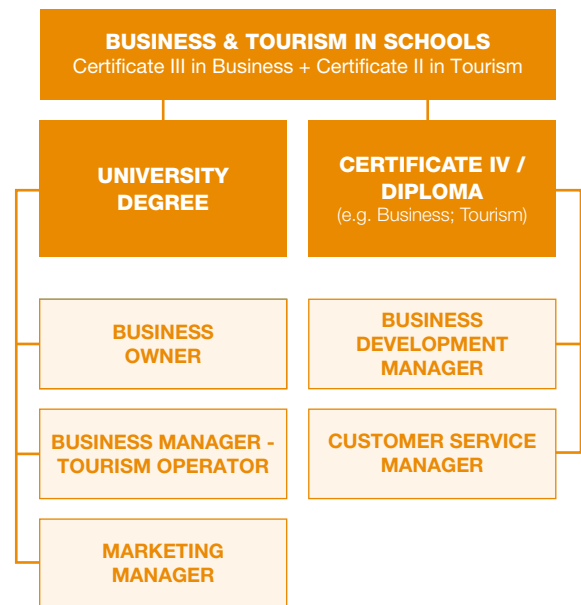 BUSINESS & TOURISM IN SCHOOLS
Certificate III in Business + Certificate II in Tourism
UNIVERSITY
DEGREE
CERTIFICATE IV /
DIPLOMA
(e.g. Business; Tourism)
BUSINESS
OWNER
BUSINESS MANAGER -
TOURISM OPERATOR
MARKETING
MANAGER
BUSINESS
DEVELOPMENT
MANAGER
CUSTOMER SERVICE
MANAGER